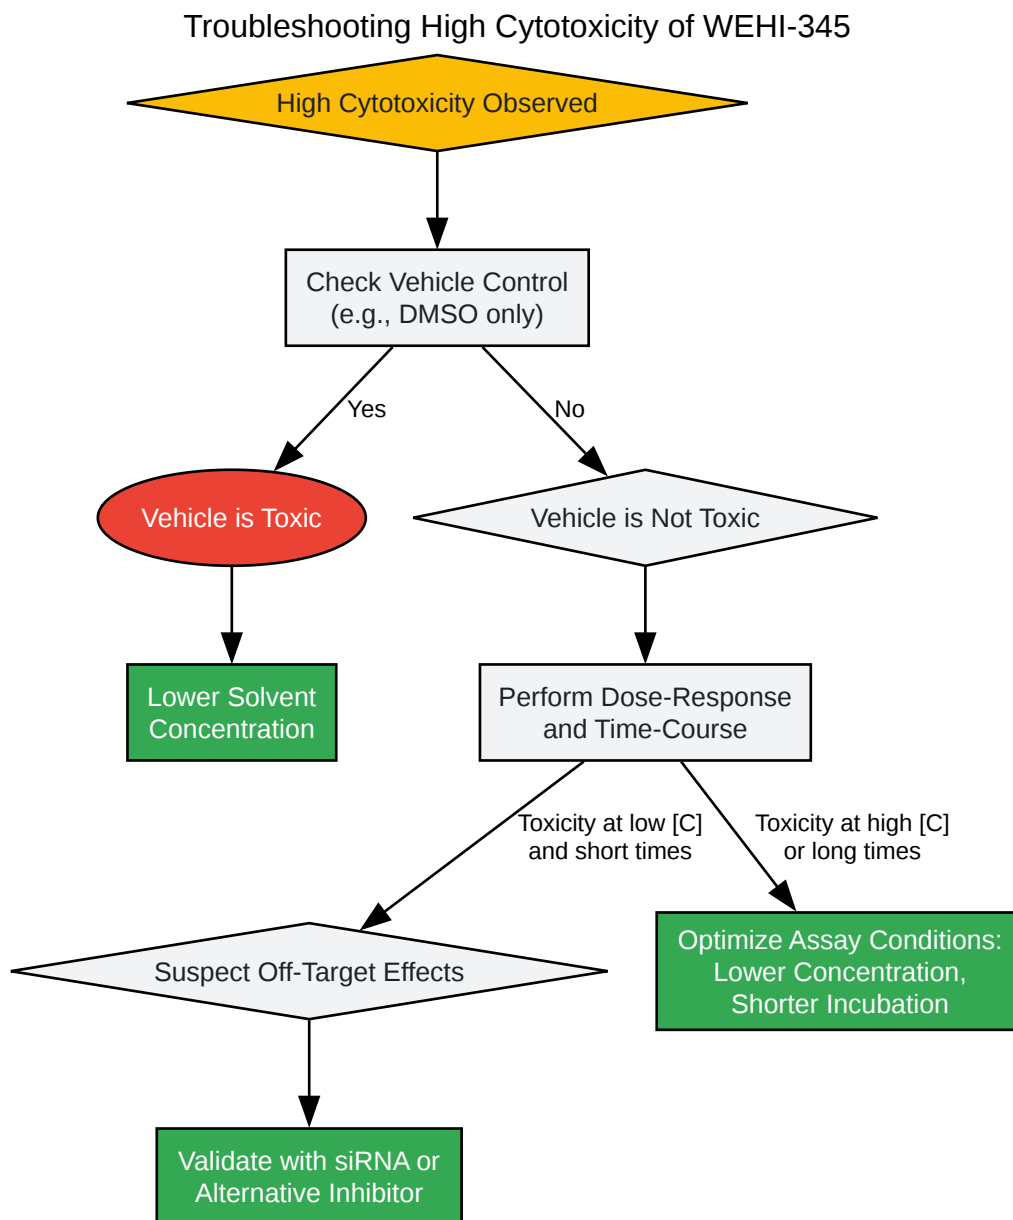 Troubleshooting High Cytotoxicity of WEHI-345
High Cytotoxicity Observed
Check Vehicle Control
(e.g., DMSO only)
Yes
No
Vehicle is Toxic
Vehicle is Not Toxic
Lower Solvent
Concentration
Perform Dose-Response
and Time-Course
Toxicity at low [C]
and short times
Toxicity at high [C]
or long times
Suspect Off-Target Effects
Optimize Assay Conditions:
Lower Concentration,
Shorter Incubation
Validate with siRNA or
Alternative Inhibitor